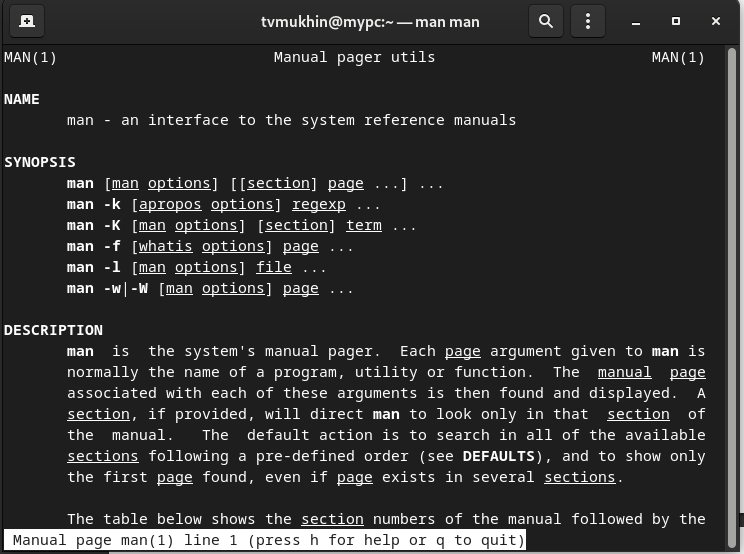 tvmukhin@mypc:~ — man man
MAN(1) Manual pager utils MAN(1)
NAME
man - an interface to the system reference manuals
SYNOPSIS
man [man options] [[section] page ...] ...
man -k [apropos options] regexp ...
man -K [man options] [section] term ...
man -f [whatis options] page ...
man -l [man options] file ...
man -w|-W [man options] page ...
DESCRIPTION
man  is  the system's manual pager.  Each page argument given to man is
normally the name of a program, utility or function.  The  manual  page
associated with each of these arguments is then found and displayed.  A
section, if provided, will direct man to look only in that  section  of
the  manual.   The  default action is to search in all of the available
sections following a pre-defined order (see DEFAULTS), and to show only
the first page found, even if page exists in several sections.
The table below shows the section numbers of the manual followed by the
Manual page man(1) line 1 (press h for help or q to quit)